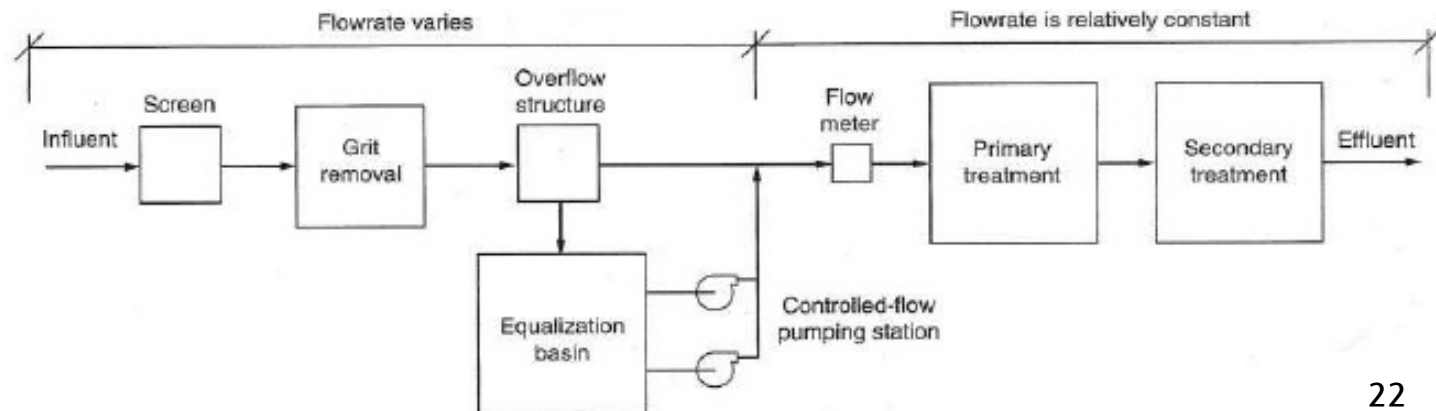 Flowrate varies
Flowrate is relatively constant
Screen
Overflow
structure
Flow
meter
Influent
Grit
removal
Primary
treatment
Secondary
treatment
Effluent
Equalization
basin
Controlled-flow
pumping station
22